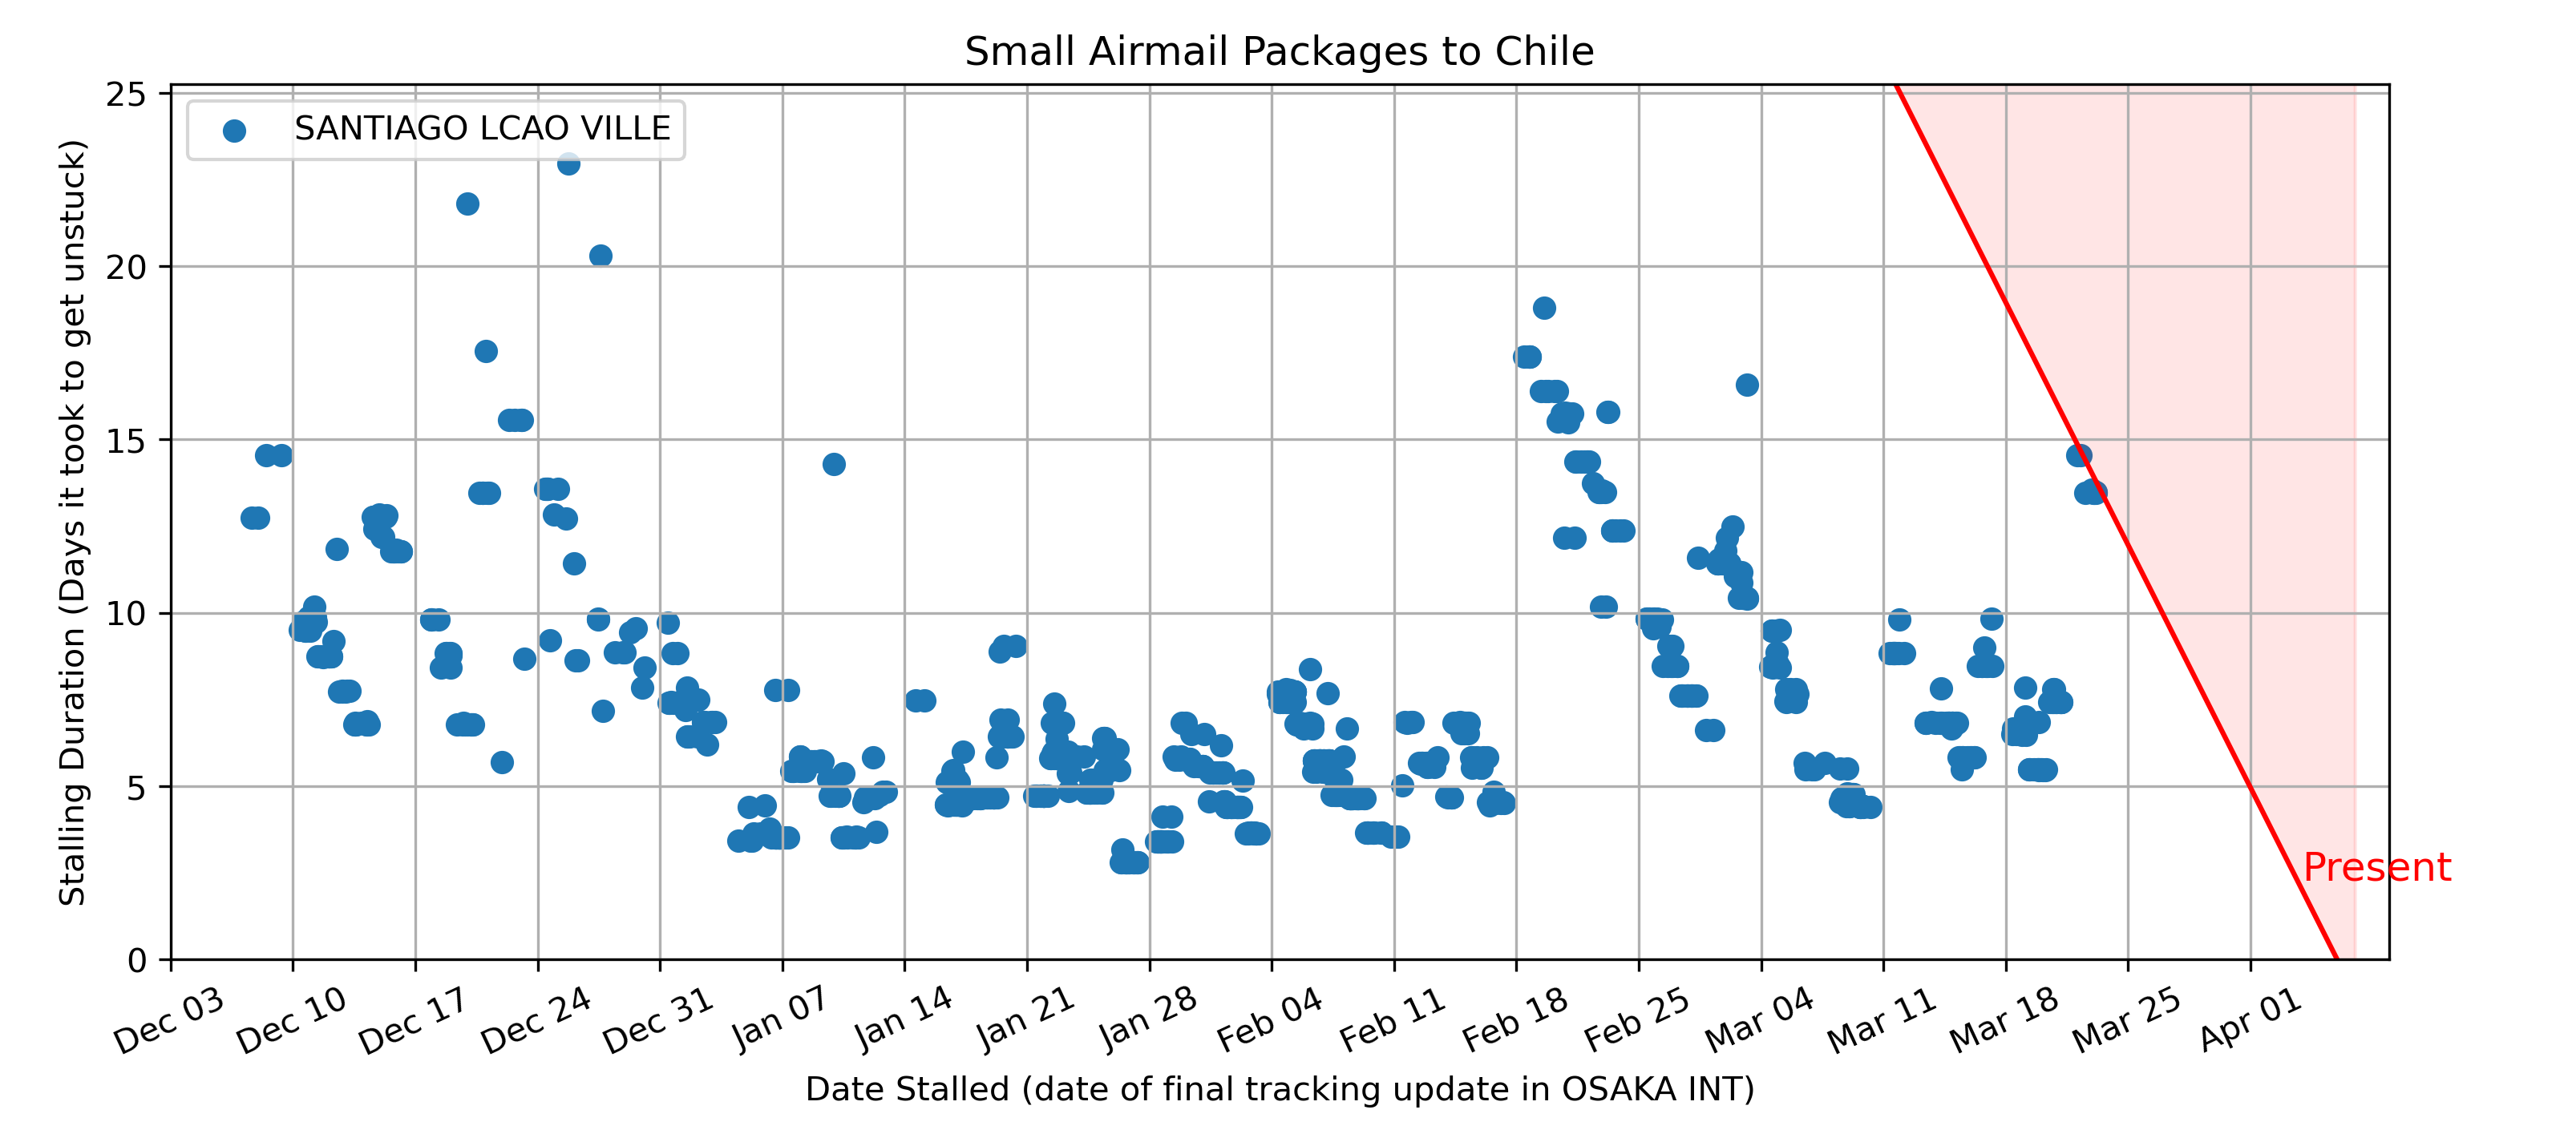 Small Airmail Packages to Chile
SANTIAGO LCAO VILLE
Stalling Duration (Days it took to get unstuck)
25
20
15
10
5
0
Present
Dec 03
Dec 10
Dec 17
Dec 24
Dec 31
Jan 07
Jan 14
Jan 21
Jan 28
Feb 04
Feb 11
Feb 18
Feb 25
Mar 04
Mar 11
Mar 18
Mar 25
Apr 01
Date Stalled (date of final tracking update in OSAKA INT)